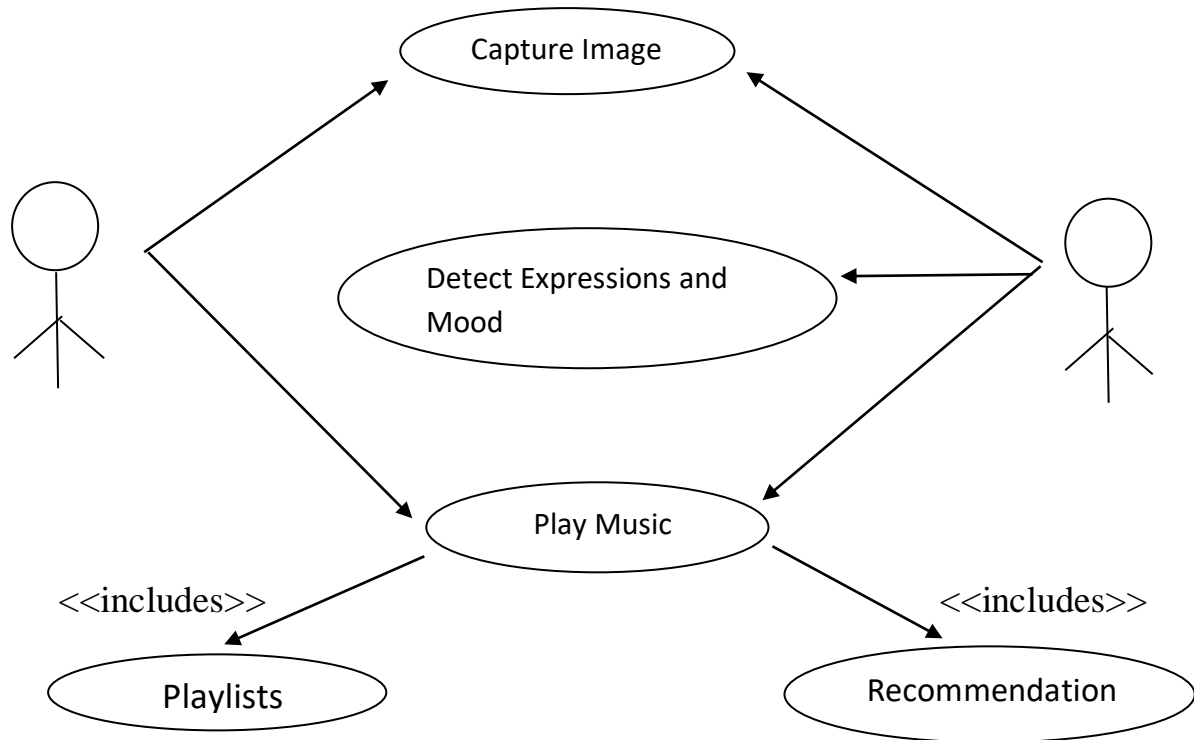 Capture Image
Detect Expressions and
Mood
Play Music
<<includes>>
<<includes>>
Playlists
Recommendation